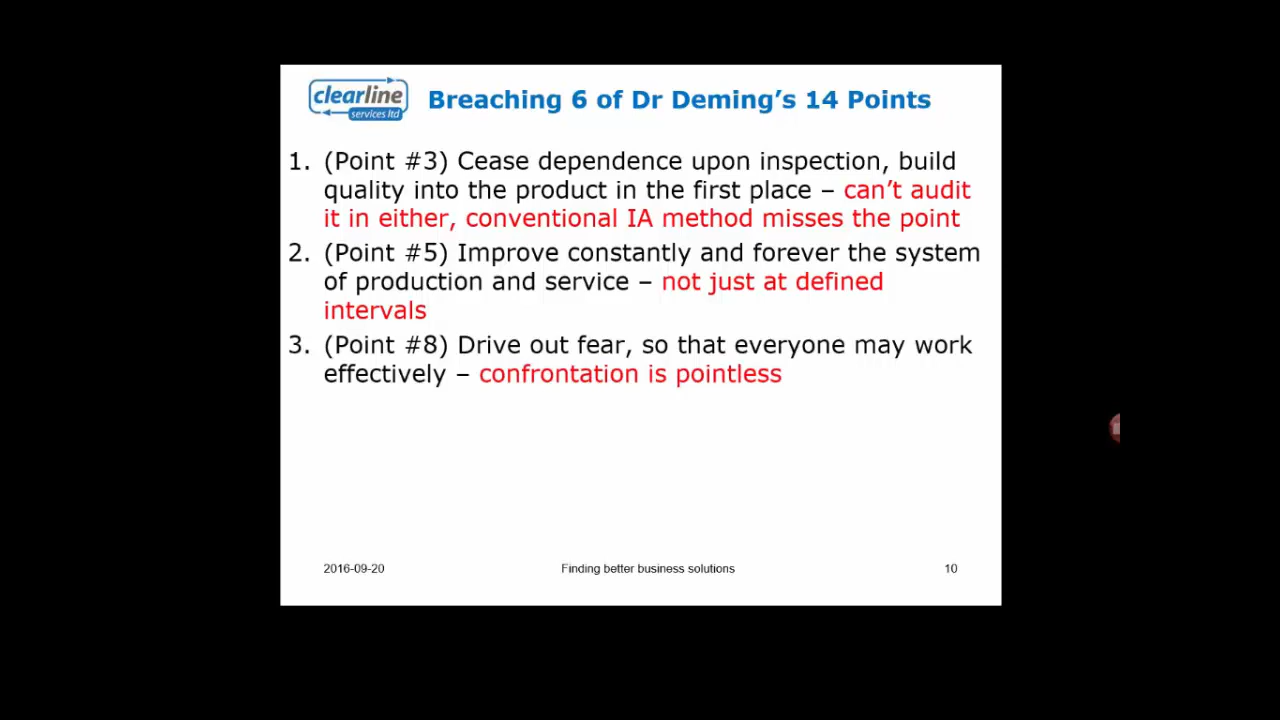 clearline
services ltd
Breaching 6 of Dr Deming's 14 Points
1. (Point #3) Cease dependence upon inspection, build
quality into the product in the first place – can't audit
it in either, conventional IA method misses the point
2. (Point #5) Improve constantly and forever the system
of production and service – not just at defined
intervals
3. (Point #8) Drive out fear, so that everyone may work
effectively – confrontation is pointless
2016-09-20
Finding better business solutions
10